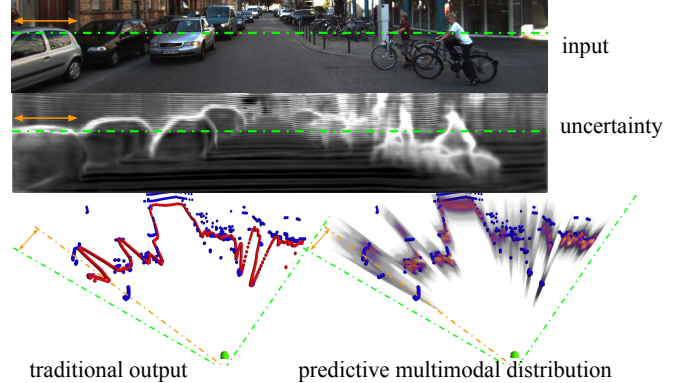 input
uncertainty
traditional output
predictive multimodal distribution